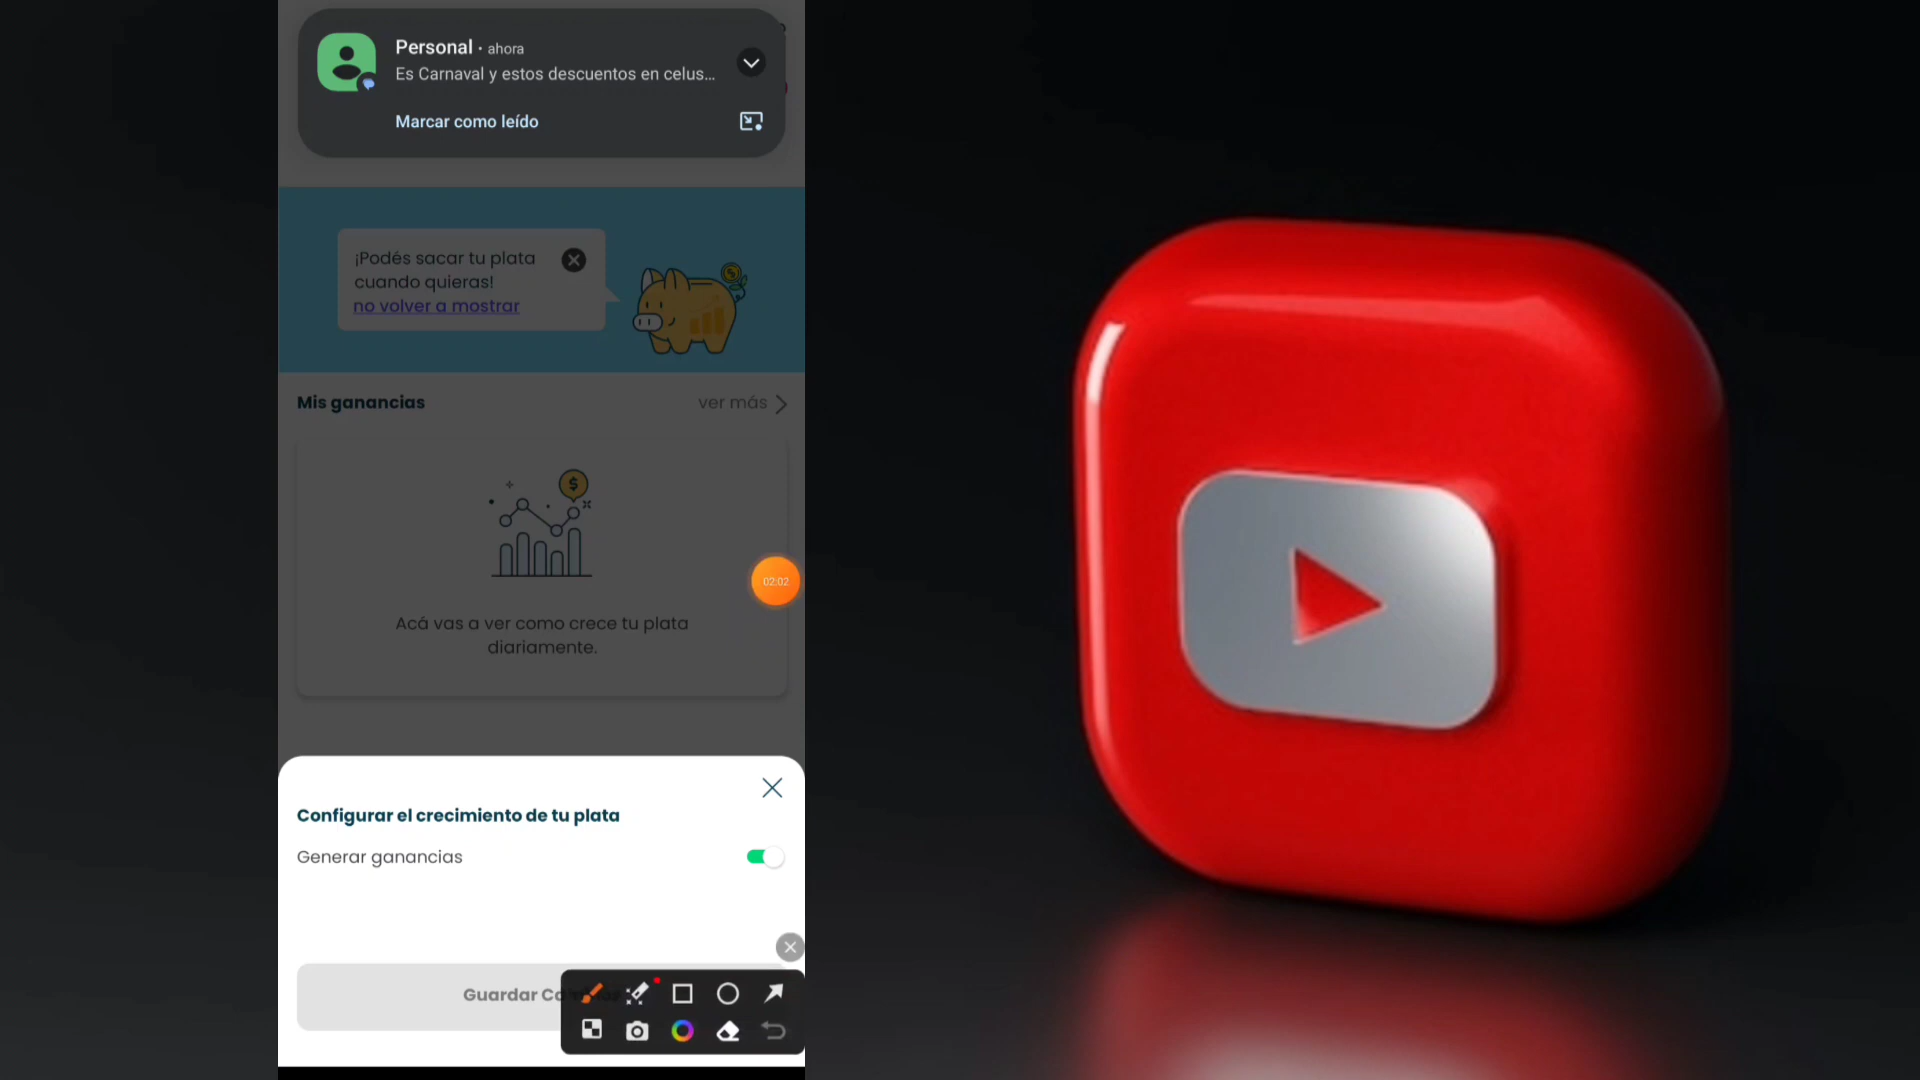 Personal · ahora
Es Carnaval y estos descuentos en celus...
Marcar como leído
¡Podés sacar tu plata
cuando quieras!
no volver a mostrar
Mis ganancias
ver más
02:02
Acá vas a ver como crece tu plata
diariamente.
Configurar el crecimiento de tu plata
Generar ganancias
Guardar